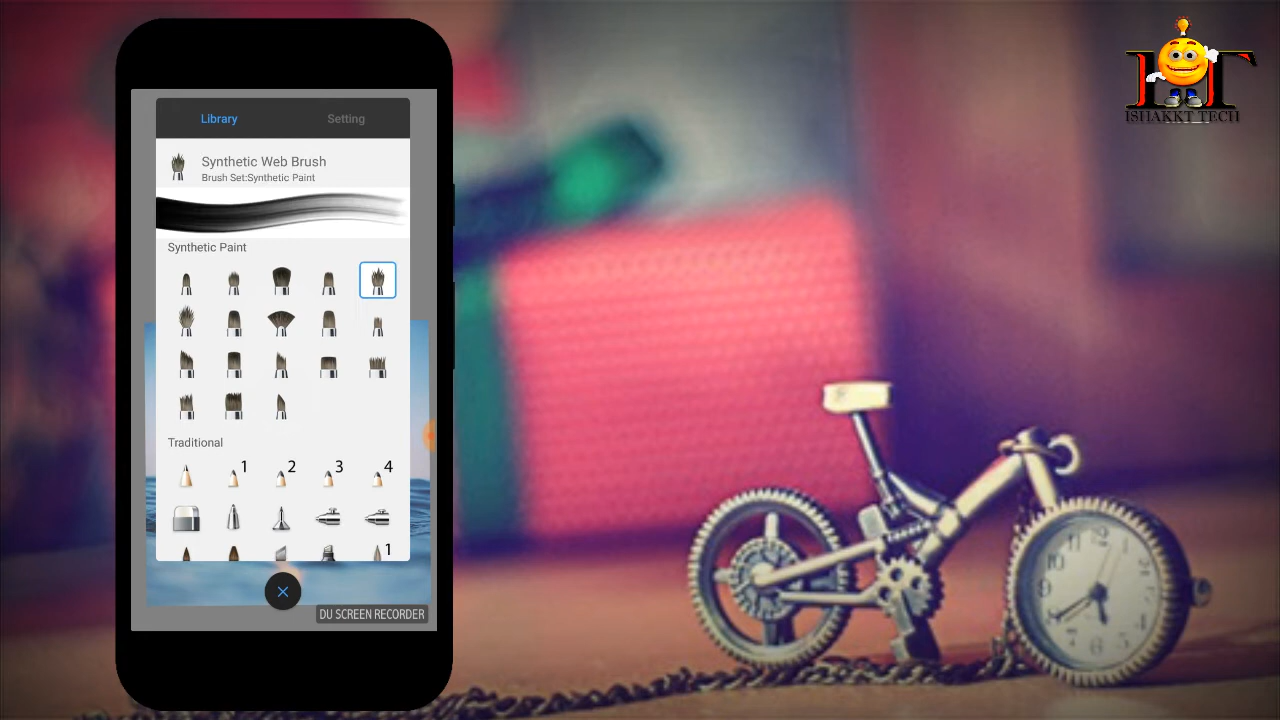 Library
Setting
Synthetic Web Brush
Brush Set:Synthetic Paint
Synthetic Paint
Traditional
1
2
3
4
1
DU SCREEN RECORDER
ISHAKKT TECH